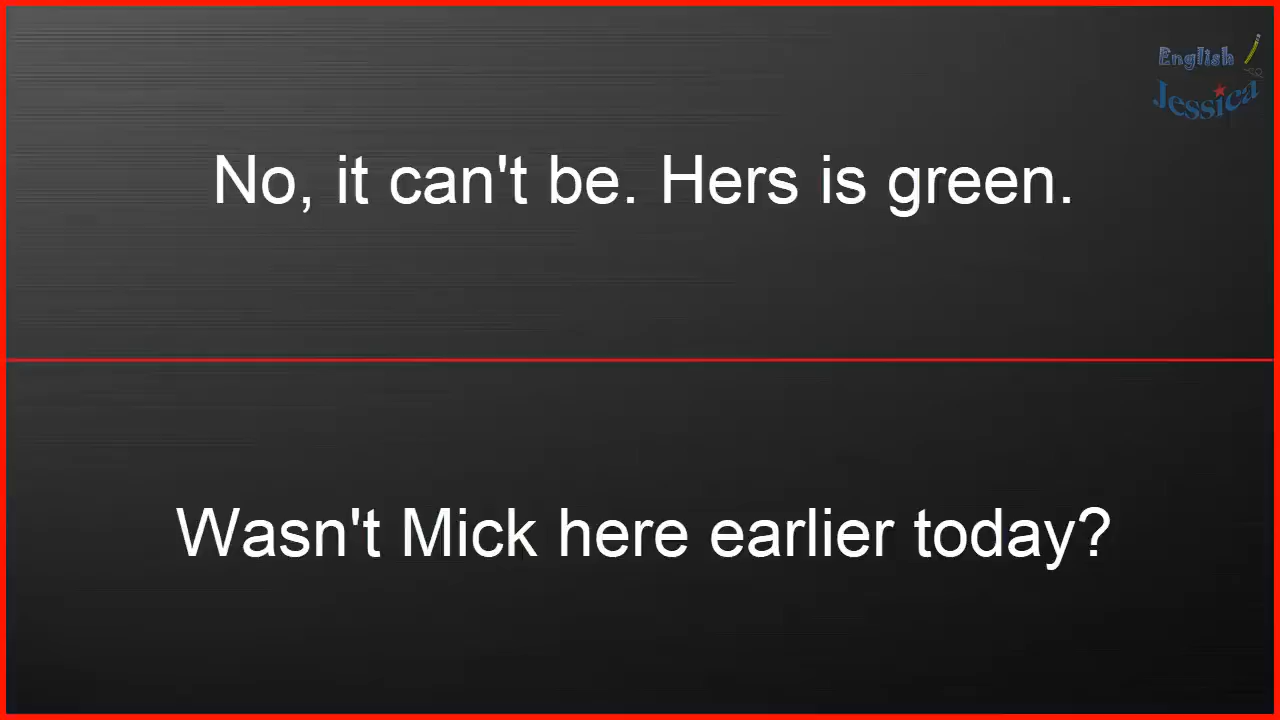 English
Jessica
No, it can't be. Hers is green.
Wasn't Mick here earlier today?